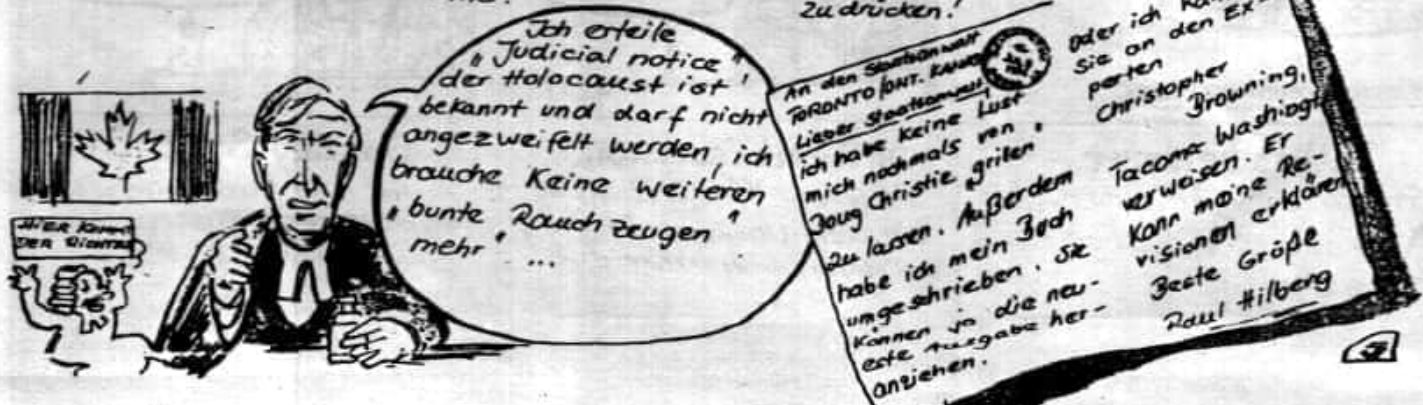 zu drücken!
HIER KOMMT
DER RICHTER
Ich erteile
"Judicial notice"
der Holocaust ist
bekannt und darf nicht
angezweifelt werden, ich
brauche Keine weiteren
"bunte Rauch zeugen"
mehr ...
An den Staatsanwalt
TORONTO/ONT. KANADA
Lieber Staatsanwalt!
ich habe keine Lust
mich nochmals von
Doug Christie "grillen"
zu lassen. Außerdem
habe ich mein Buch
umgeschrieben. Sie
Können ja die neu-
este Ausgabe her-
anziehen.
oder ich
sie an den Ex-
perten
Christopher
Browning,
Tacoma Washingt
verweisen. Er
Kann meine Re-
visionen erklären
Beste Größe
Raul Hilberg